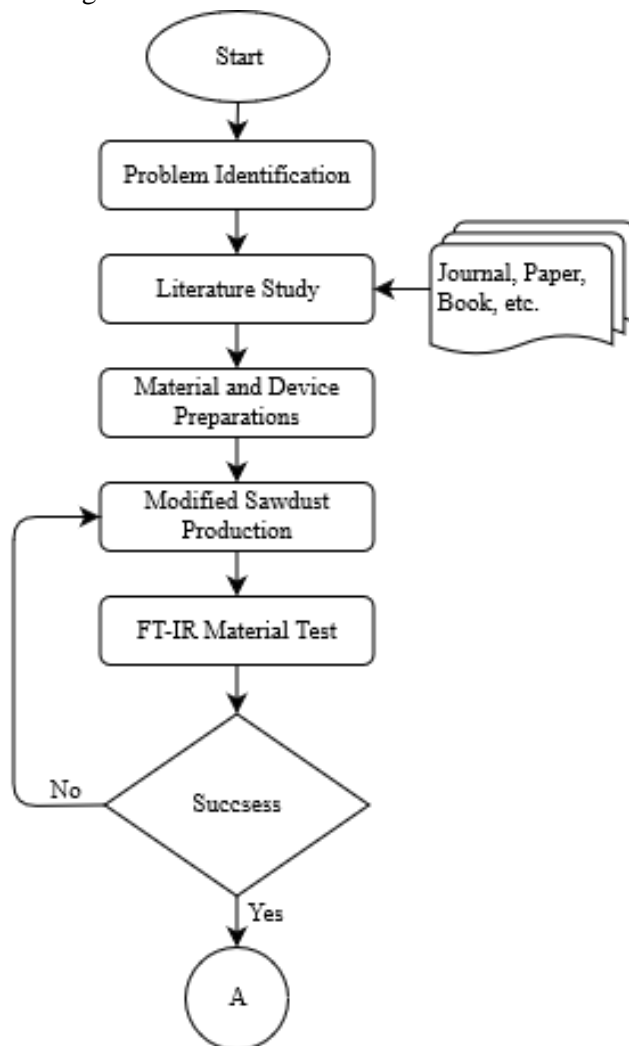 Start
Problem Identification
Literature Study
Journal, Paper,
Book, etc.
Material and Device
Preparations
Modified Sawdust
Production
FT-IR Material Test
Succsess
No
Yes
A